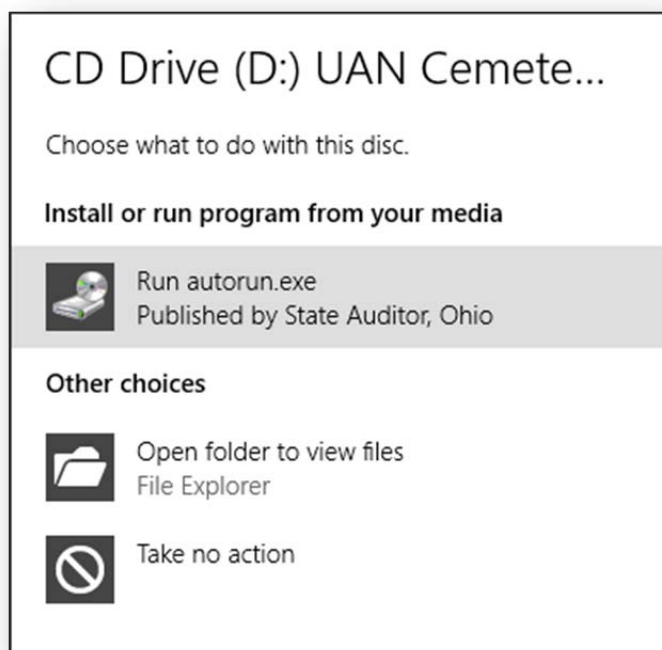 CD Drive (D:) UAN Cemete...
Choose what to do with this disc.
Install or run program from your media
Run autorun.exe
Published by State Auditor, Ohio
Other choices
Open folder to view files
File Explorer
Take no action